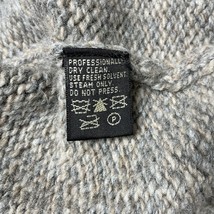 PROFESSIONALLY
DRY CLEAN.
USE FRESH SOLVENT.
STEAM ONLY
DO NOT PRESS.
P